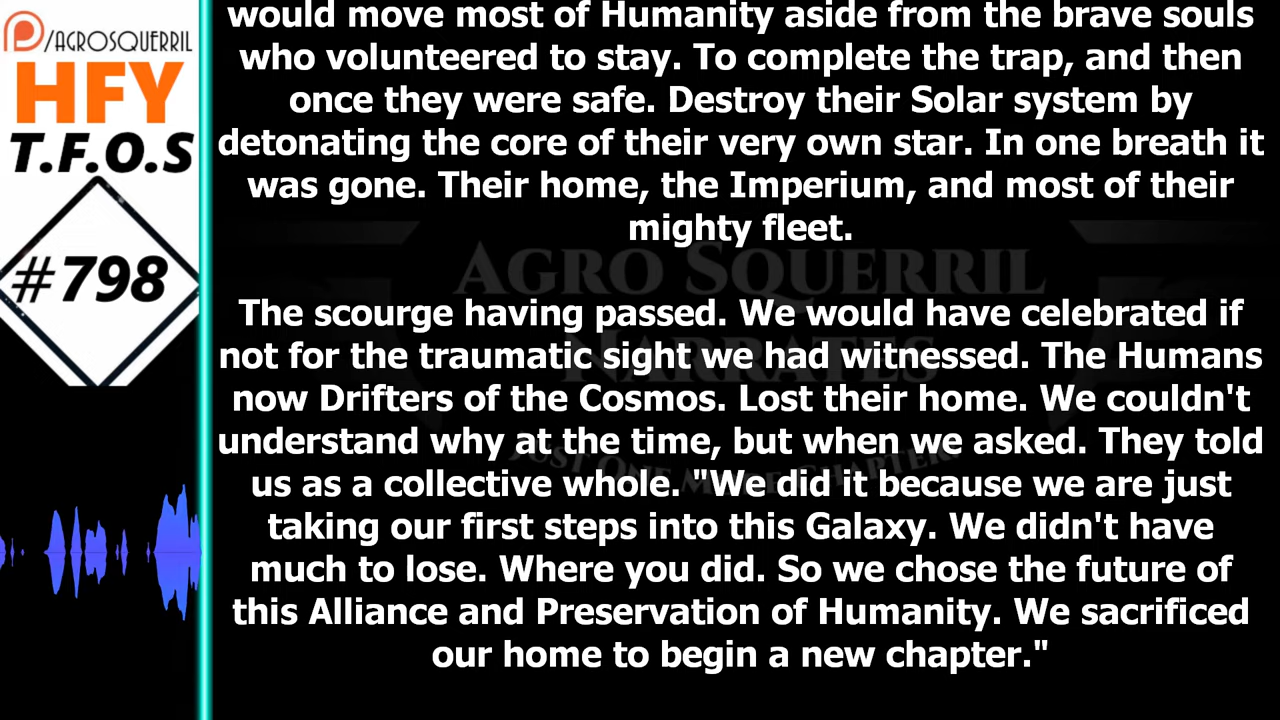 /AGROSQUERRIL
HFY
T.F.O.S
#798
would move most of Humanity aside from the brave souls
who volunteered to stay. To complete the trap, and then
once they were safe. Destroy their Solar system by
detonating the core of their very own star. In one breath it
was gone. Their home, the Imperium, and most of their
mighty fleet.
The scourge having passed. We would have celebrated if
not for the traumatic sight we had witnessed. The Humans
now Drifters of the Cosmos. Lost their home. We couldn't
understand why at the time, but when we asked. They told
us as a collective whole. "We did it because we are just
taking our first steps into this Galaxy. We didn't have
much to lose. Where you did. So we chose the future of
this Alliance and Preservation of Humanity. We sacrificed
our home to begin a new chapter."
AGRO SQUERRIL
NARRATES
JUST ONE MORE CHAPTER